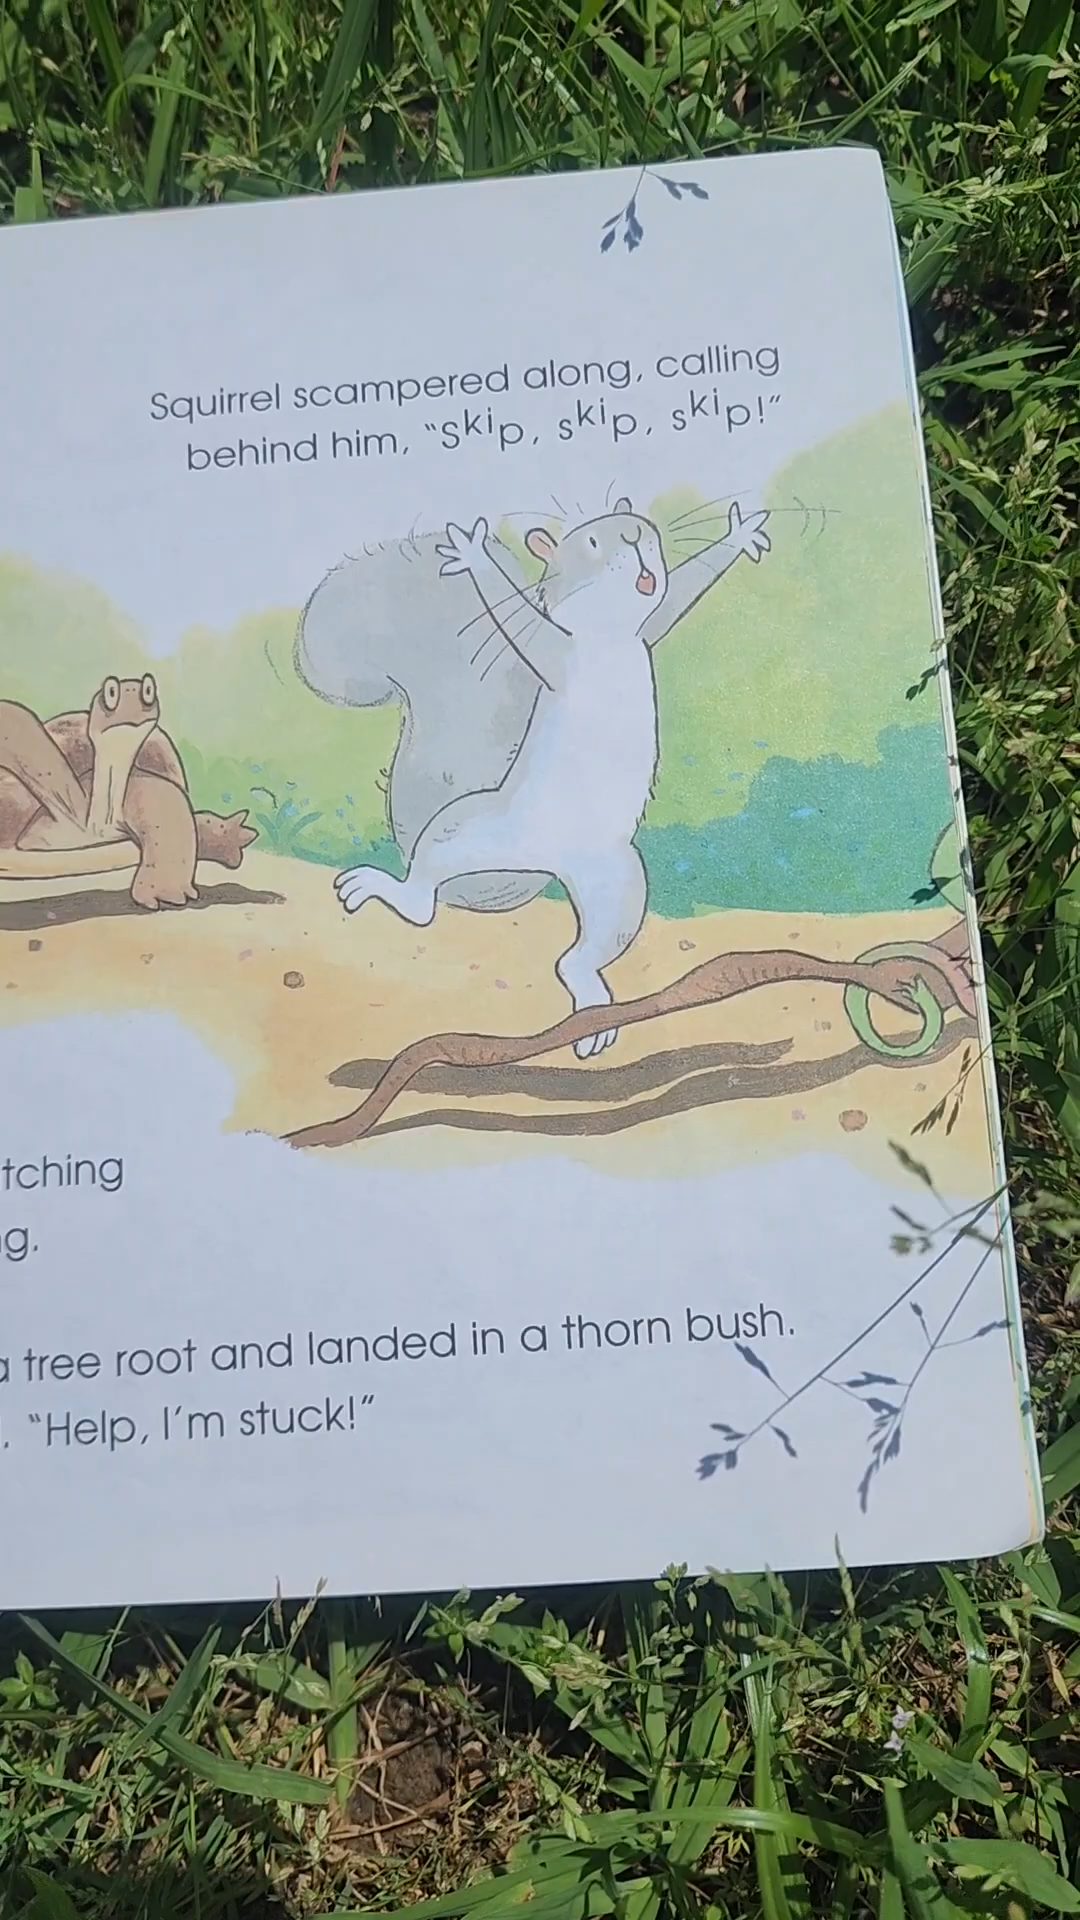 Squirrel scampered along, calling
behind him, “skip, skip, skip!”
tching
g.
a tree root and landed in a thorn bush.
. “Help, I’m stuck!”